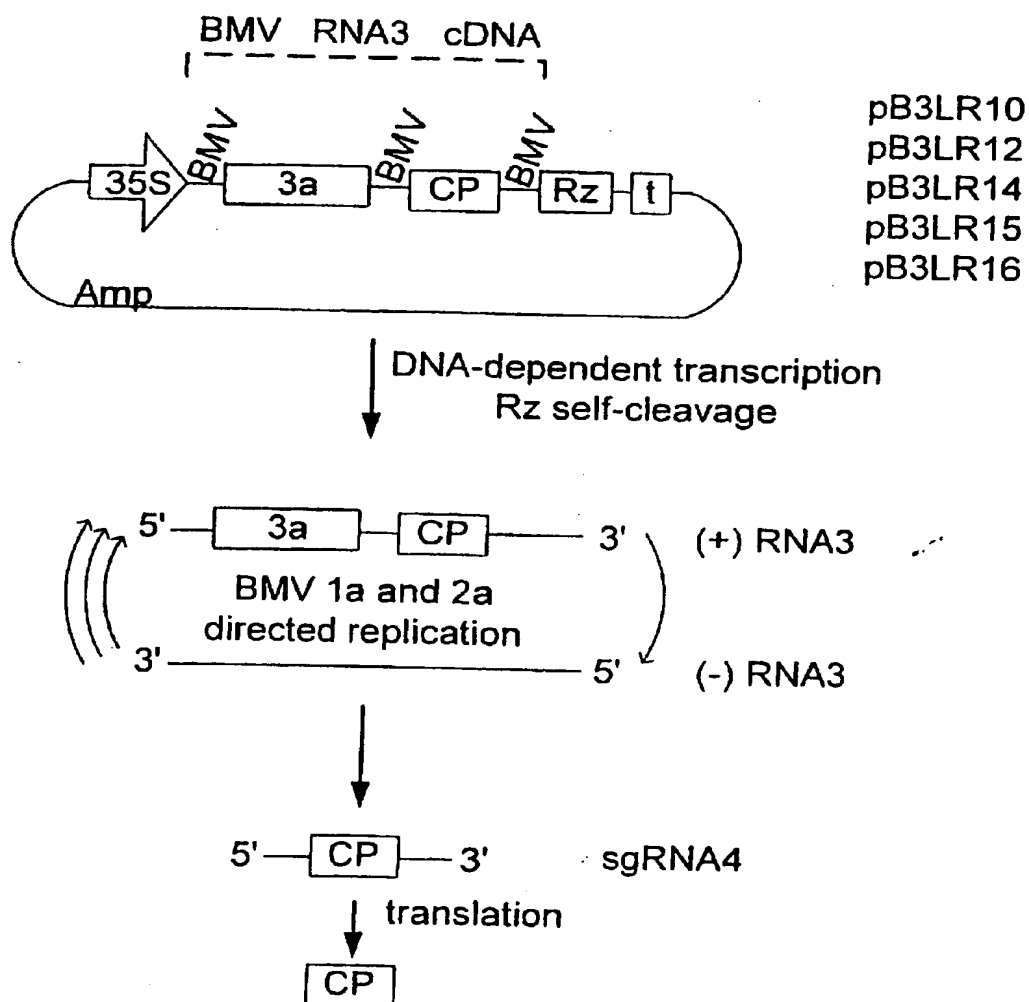 BMV RNA3 cDNA
35S BMV 3a BMV CP BMV Rz t
Amp
pB3LR10
pB3LR12
pB3LR14
pB3LR15
pB3LR16
DNA-dependent transcription
Rz self-cleavage
5' 3a CP 3' (+) RNA3
BMV 1a and 2a
directed replication
3' 5' (-) RNA3
5' CP 3' sgRNA4
translation
CP